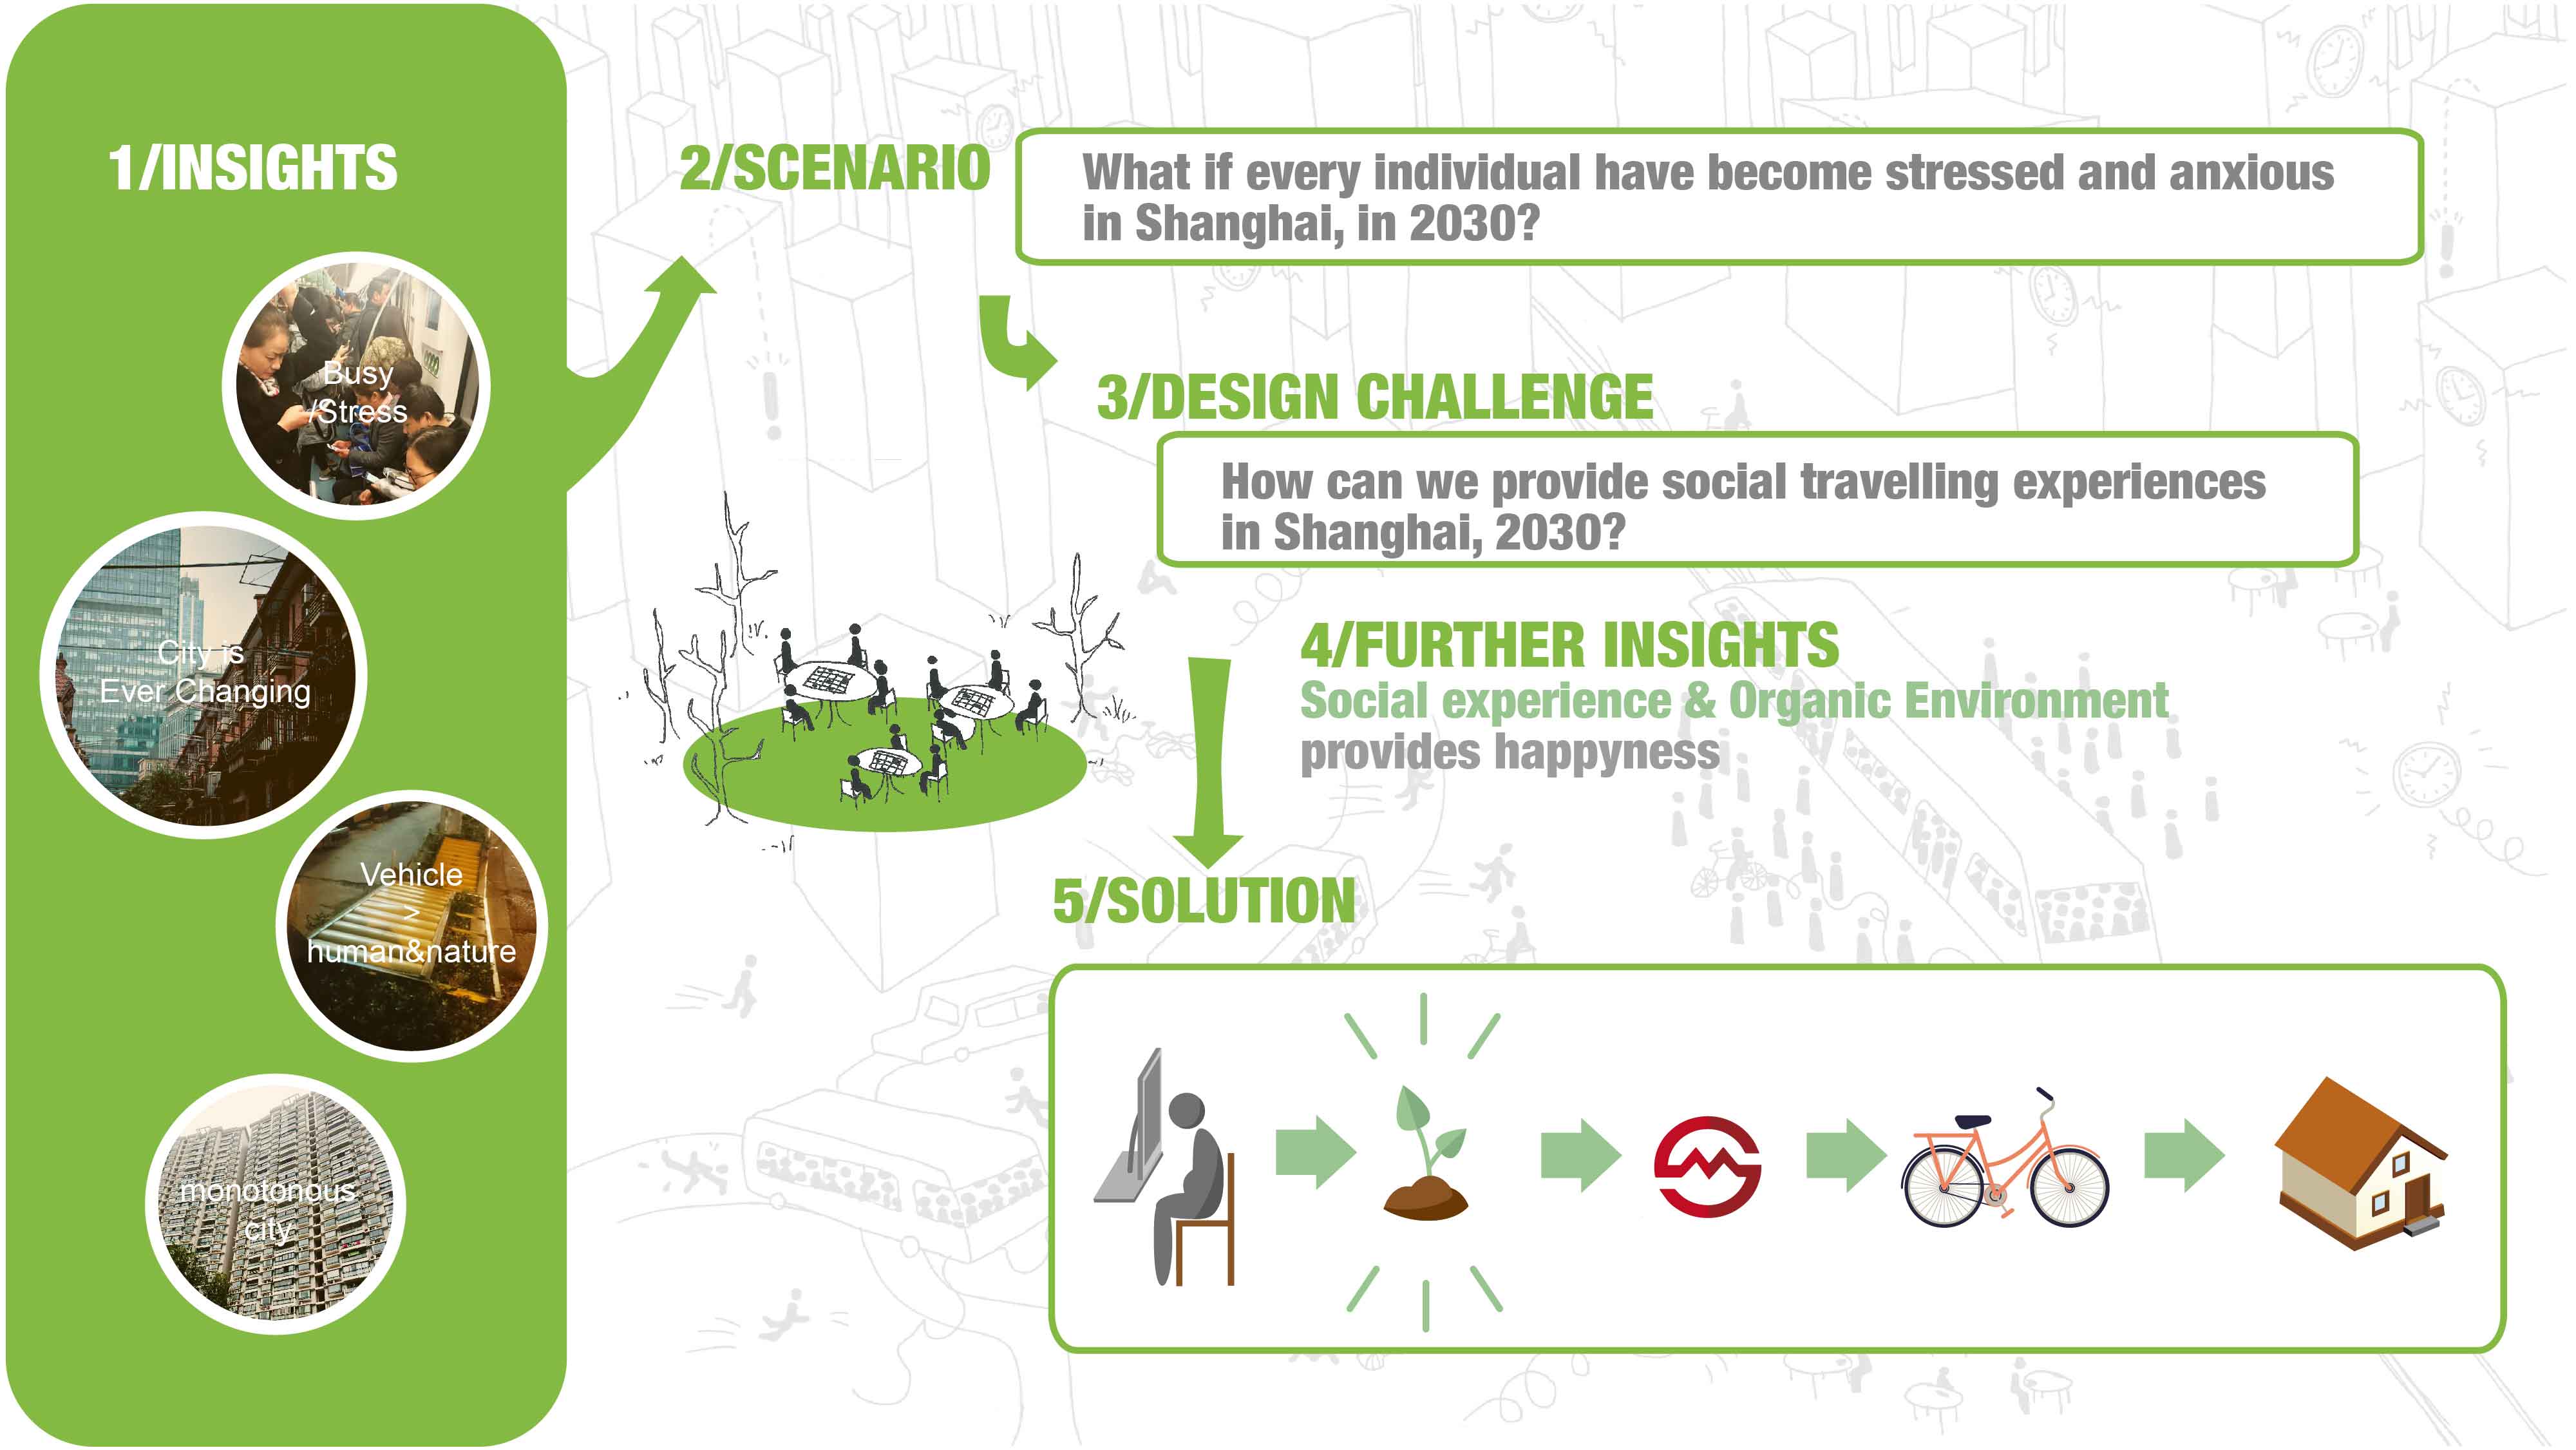 1/INSIGHTS
Busy
/Stress
City is
Ever Changing
Vehicle
>
human&nature
monotonous
city
2/SCENARIO
What if every individual have become stressed and anxious
in Shanghai, in 2030?
3/DESIGN CHALLENGE
How can we provide social travelling experiences
in Shanghai, 2030?
4/FURTHER INSIGHTS
Social experience & Organic Environment
provides happyness
5/SOLUTION